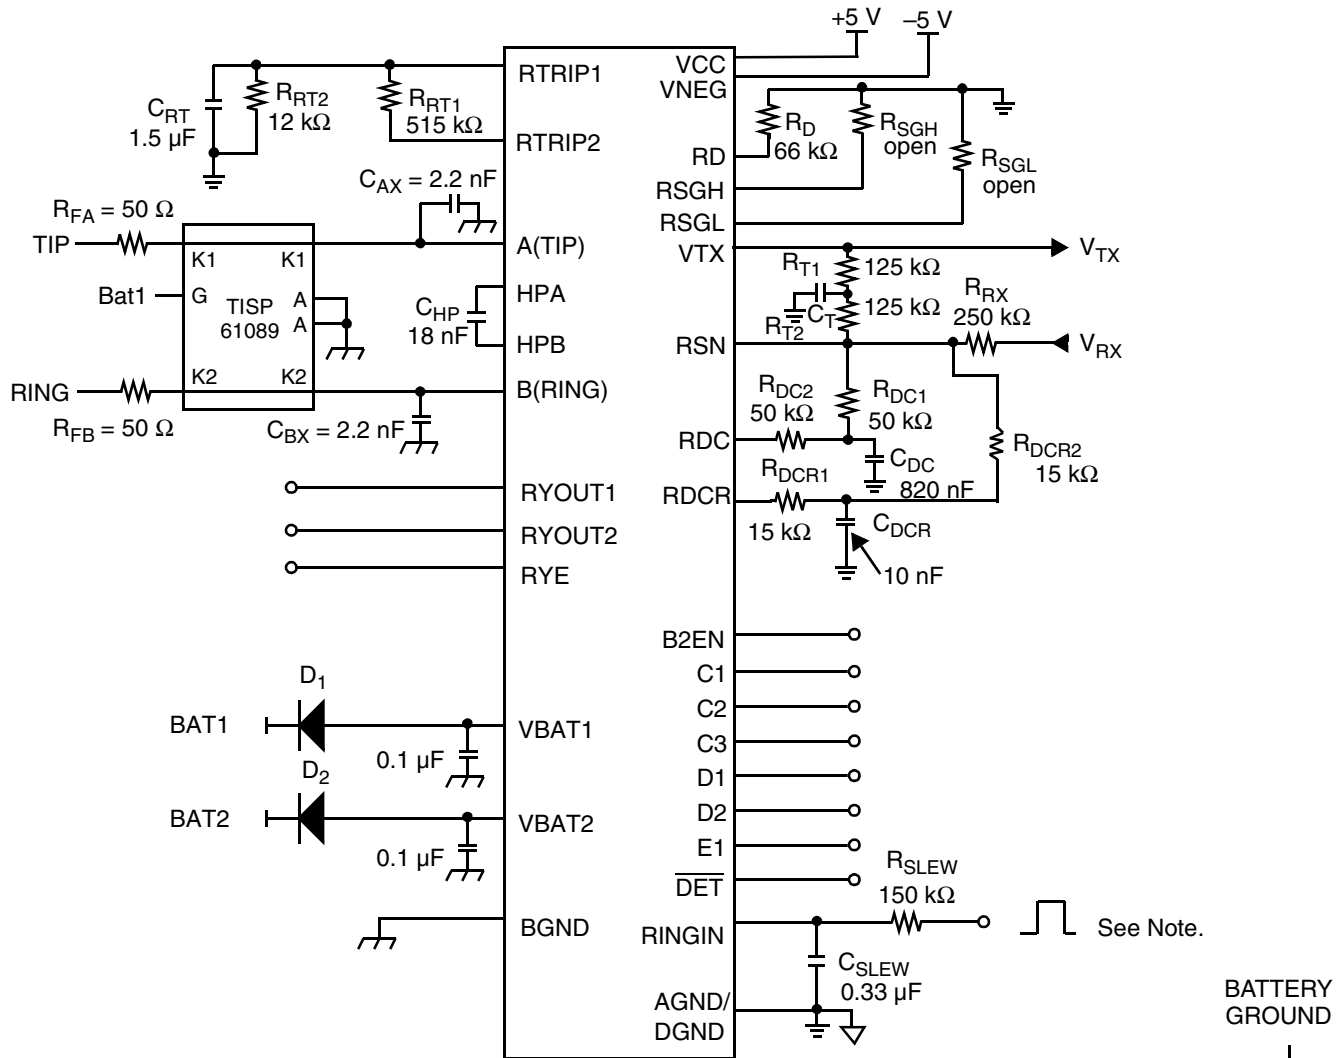 +5 V
–5 V
RTRIP1
VCC
VNEG
C_RT
1.5 µF
R_RT2
12 kΩ
R_RT1
515 kΩ
RTRIP2
R_D
66 kΩ
RD
R_SGH
open
R_SGL
open
RSGH
RSGL
C_AX = 2.2 nF
R_FA = 50 Ω
TIP
K1
K1
A(TIP)
VTX
V_TX
R_T1
125 kΩ
C_T
R_T2
125 kΩ
R_RX
250 kΩ
V_RX
RSN
Bat1
G
TISP
61089
A
A
HPA
C_HP
18 nF
HPB
RING
K2
K2
B(RING)
R_FB = 50 Ω
C_BX = 2.2 nF
R_DC2
50 kΩ
R_DC1
50 kΩ
RDC
C_DC
820 nF
R_DCR2
15 kΩ
R_DCR1
15 kΩ
RDCR
C_DCR
10 nF
RYOUT1
RYOUT2
RYE
B2EN
C1
C2
C3
D1
D2
E1
DET
D_1
BAT1
0.1 µF
VBAT1
D_2
BAT2
0.1 µF
VBAT2
R_SLEW
150 kΩ
BGND
RINGIN
See Note.
C_SLEW
0.33 µF
AGND/
DGND
BATTERY
GROUND